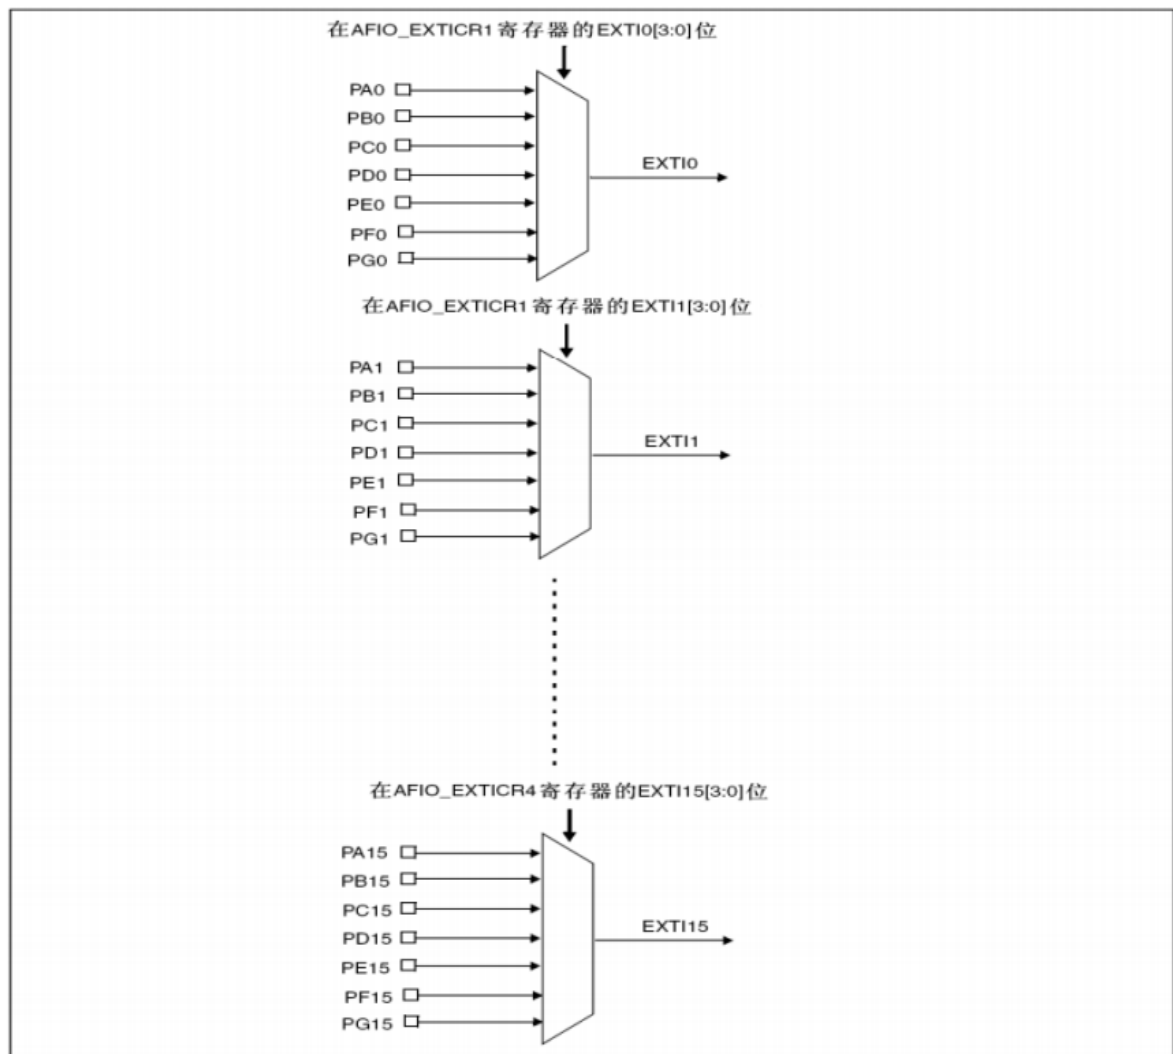 在AFIO_EXTICR1寄存器的EXTI0[3:0]位
PA0
PB0
PC0
PD0
PE0
PF0
PG0
EXTI0
在AFIO_EXTICR1寄存器的EXTI1[3:0]位
PA1
PB1
PC1
PD1
PE1
PF1
PG1
EXTI1
在AFIO_EXTICR4寄存器的EXTI15[3:0]位
PA15
PB15
PC15
PD15
PE15
PF15
PG15
EXTI15